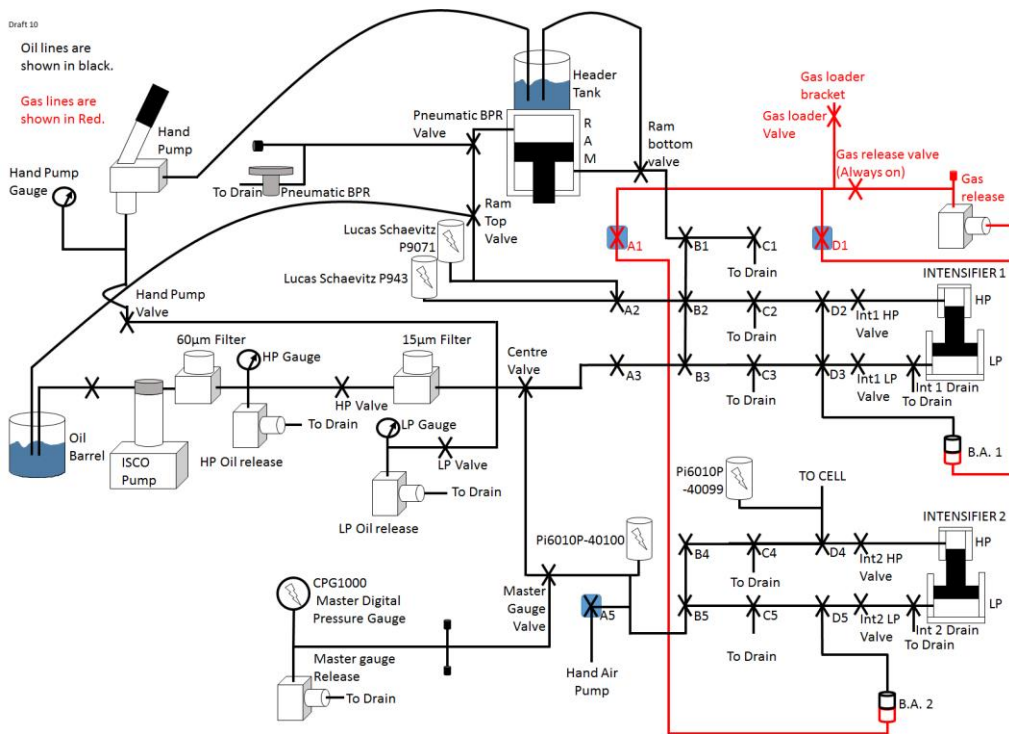 Draft 10
Oil lines are
shown in black.
Gas lines are
shown in Red.
Hand
Pump
Hand Pump
Gauge
Hand Pump
Valve
Pneumatic BPR
Valve
To Drain
Pneumatic BPR
Header
Tank
R
A
M
Ram
bottom
valve
Ram
Top
Valve
Gas loader
bracket
Gas loader
Valve
Gas release valve
(Always on)
Gas
release
Lucas Schaevitz
P9071
Lucas Schaevitz P943
A1
B1
C1
To Drain
D1
INTENSIFIER 1
HP
LP
A2
B2
C2
To Drain
D2
Int1 HP
Valve
A3
B3
C3
To Drain
D3
Int1 LP
Valve
Int 1 Drain
To Drain
B.A. 1
60µm Filter
HP Gauge
15µm Filter
Centre
Valve
HP Valve
To Drain
HP Oil release
LP Gauge
LP Valve
To Drain
LP Oil release
Oil
Barrel
ISCO
Pump
Pi6010P
-40099
TO CELL
Pi6010P-40100
INTENSIFIER 2
HP
LP
B4
C4
To Drain
D4
Int2 HP
Valve
A5
B5
C5
To Drain
D5
Int2 LP
Valve
Int 2 Drain
To Drain
B.A. 2
CPG1000
Master Digital
Pressure Gauge
Master
Gauge
Valve
Master gauge
Release
To Drain
Hand Air
Pump